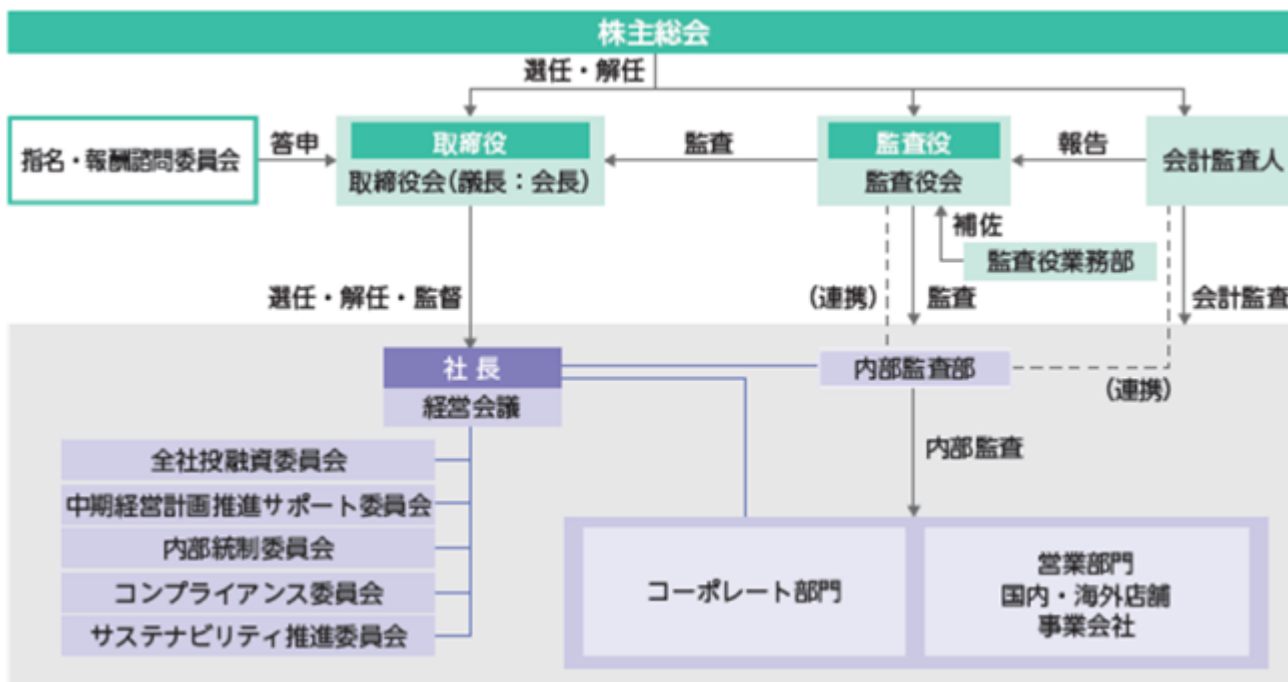 株主総会
選任・解任
指名・報酬諮問委員会
答申
取締役
取締役会(議長：会長)
監査
監査役
監査役会
報告
会計監査人
補佐
監査役業務部
選任・解任・監督
(連携)
監査
会計監査
社長
経営会議
内部監査部
(連携)
内部監査
全社投融資委員会
中期経営計画推進サポート委員会
内部統制委員会
コンプライアンス委員会
サステナビリティ推進委員会
コーポレート部門
営業部門
国内・海外店舗
事業会社